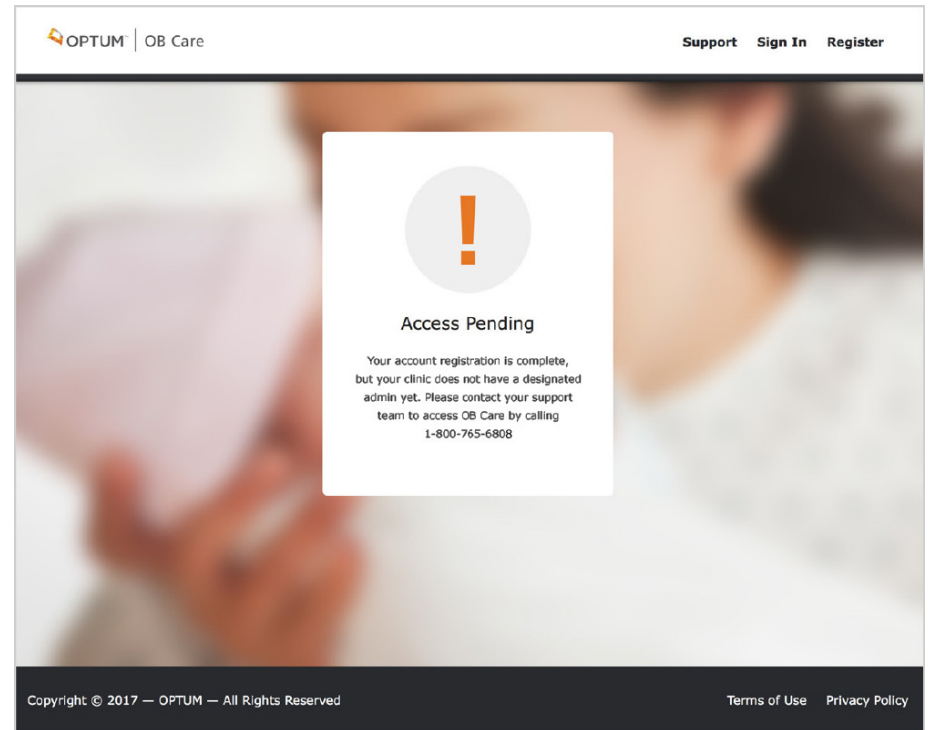 OPTUM™ | OB Care
Support Sign In Register
!
Access Pending
Your account registration is complete,
but your clinic does not have a designated
admin yet. Please contact your support
team to access OB Care by calling
1-800-765-6808
Copyright © 2017 — OPTUM — All Rights Reserved
Terms of Use Privacy Policy